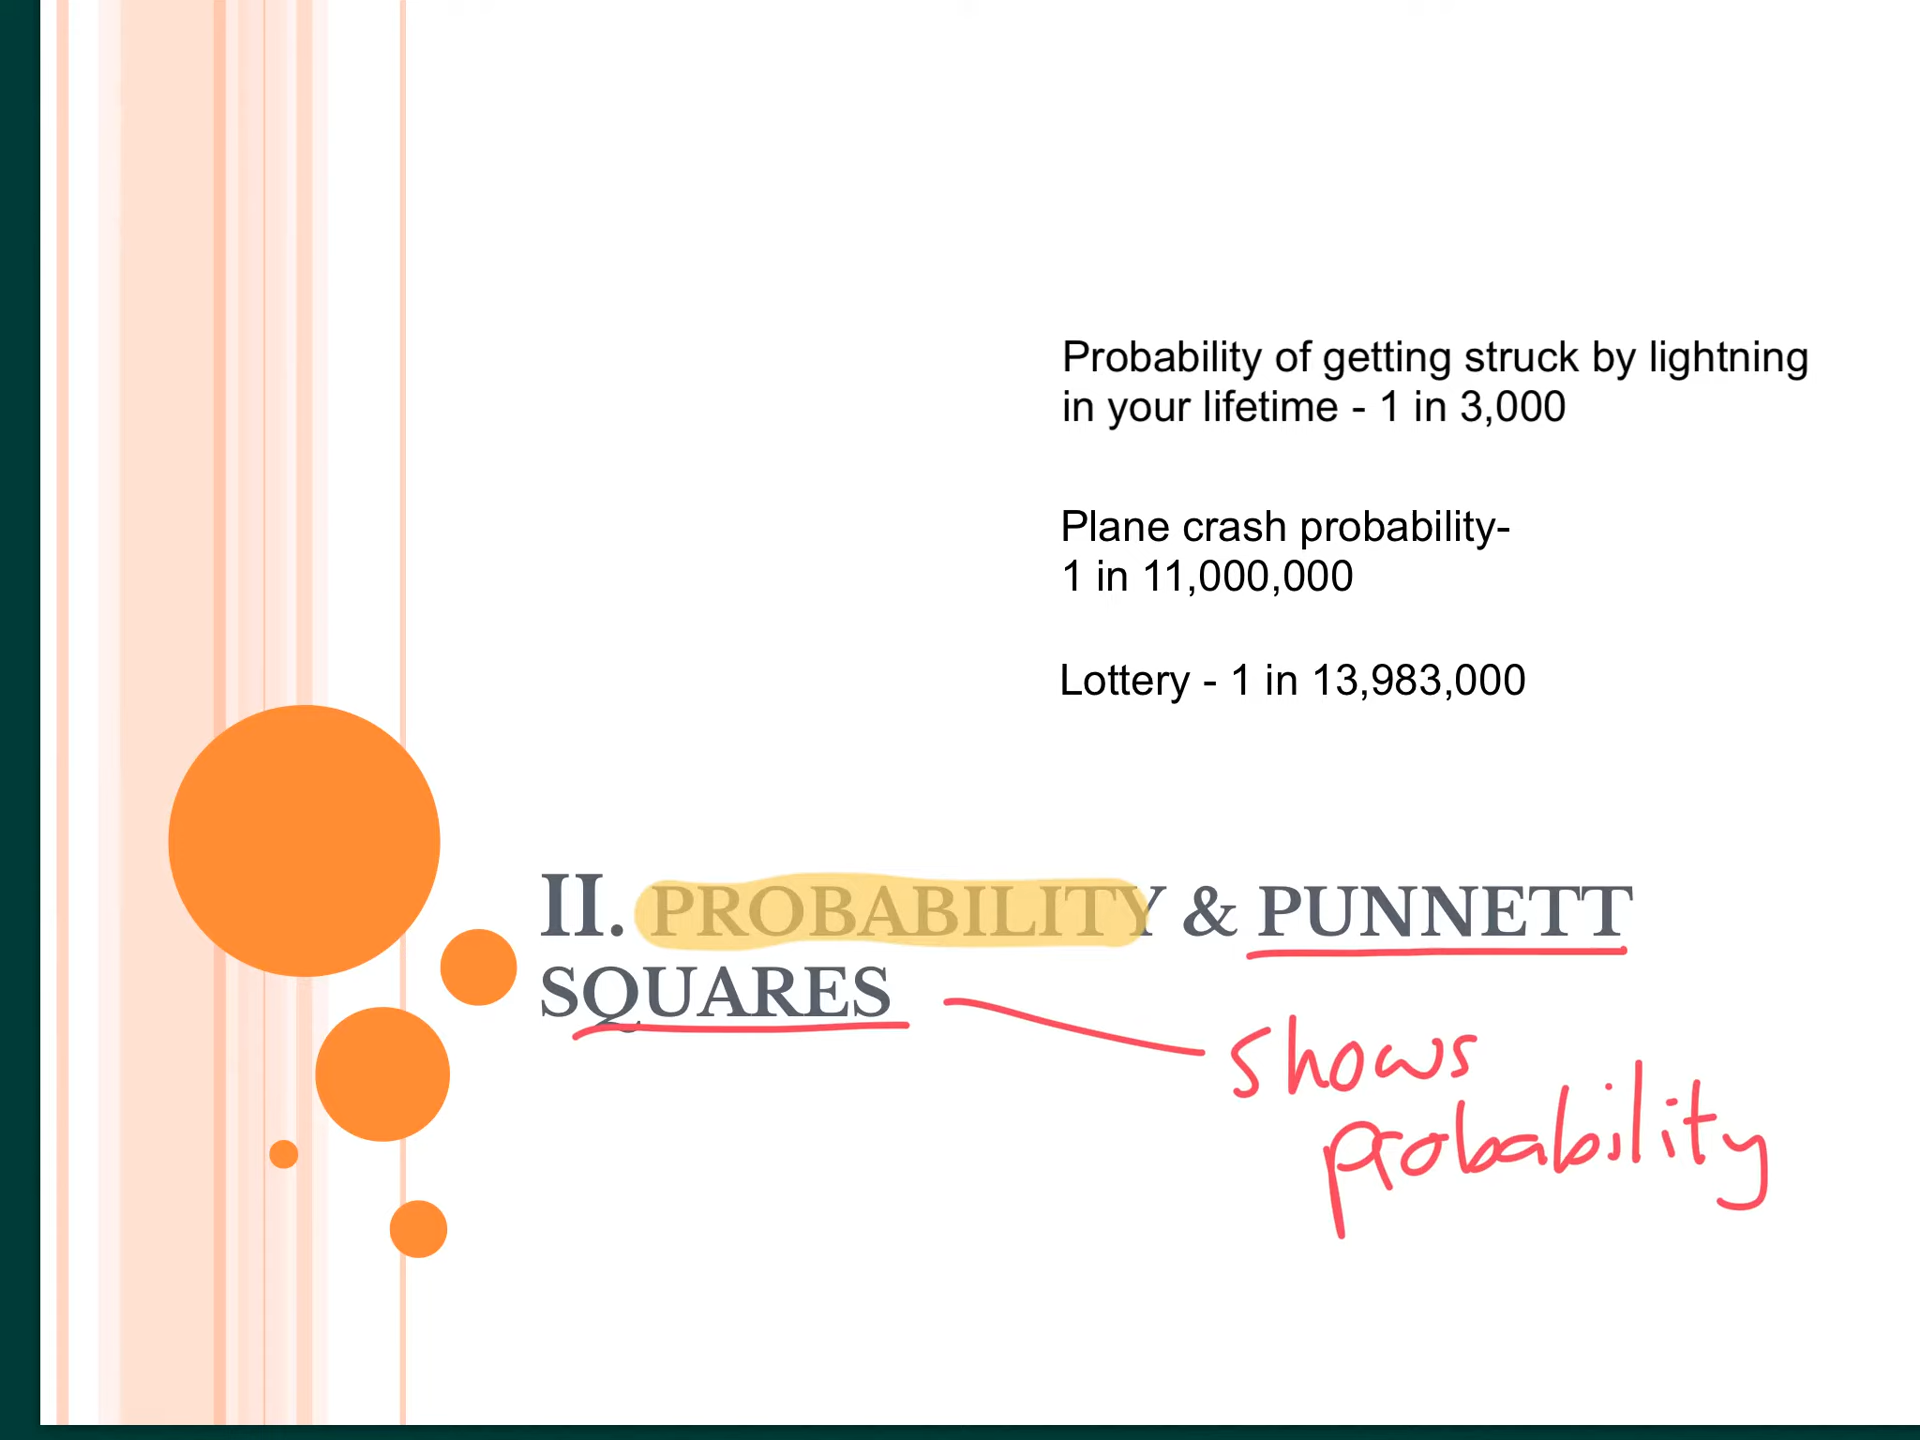 Probability of getting struck by lightning
in your lifetime - 1 in 3,000
Plane crash probability-
1 in 11,000,000
Lottery - 1 in 13,983,000
II. PROBABILITY & PUNNETT
SQUARES
shows
probability